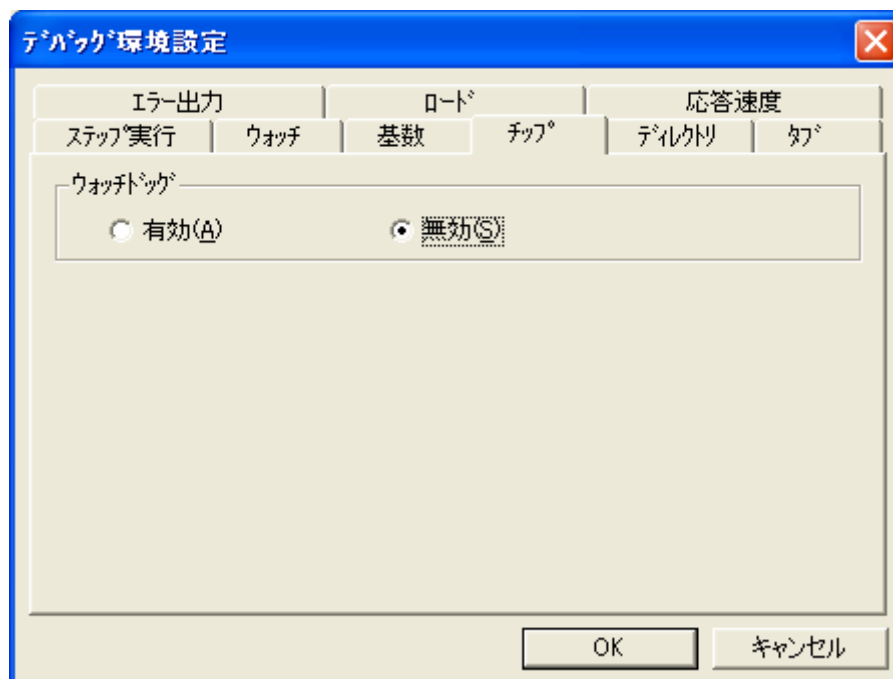 ﾃﾞﾊﾞｯｸﾞ環境設定
ｴﾗｰ出力 ﾛｰﾄﾞ 応答速度
ｽﾃｯﾌﾟ実行 ｳｫｯﾁ 基数 ﾁｯﾌﾟ ﾃﾞｨﾚｸﾄﾘ ﾀﾌﾞ
ｳｫｯﾁﾄﾞｯｸﾞ
有効(A) 無効(S)
OK ｷｬﾝｾﾙ